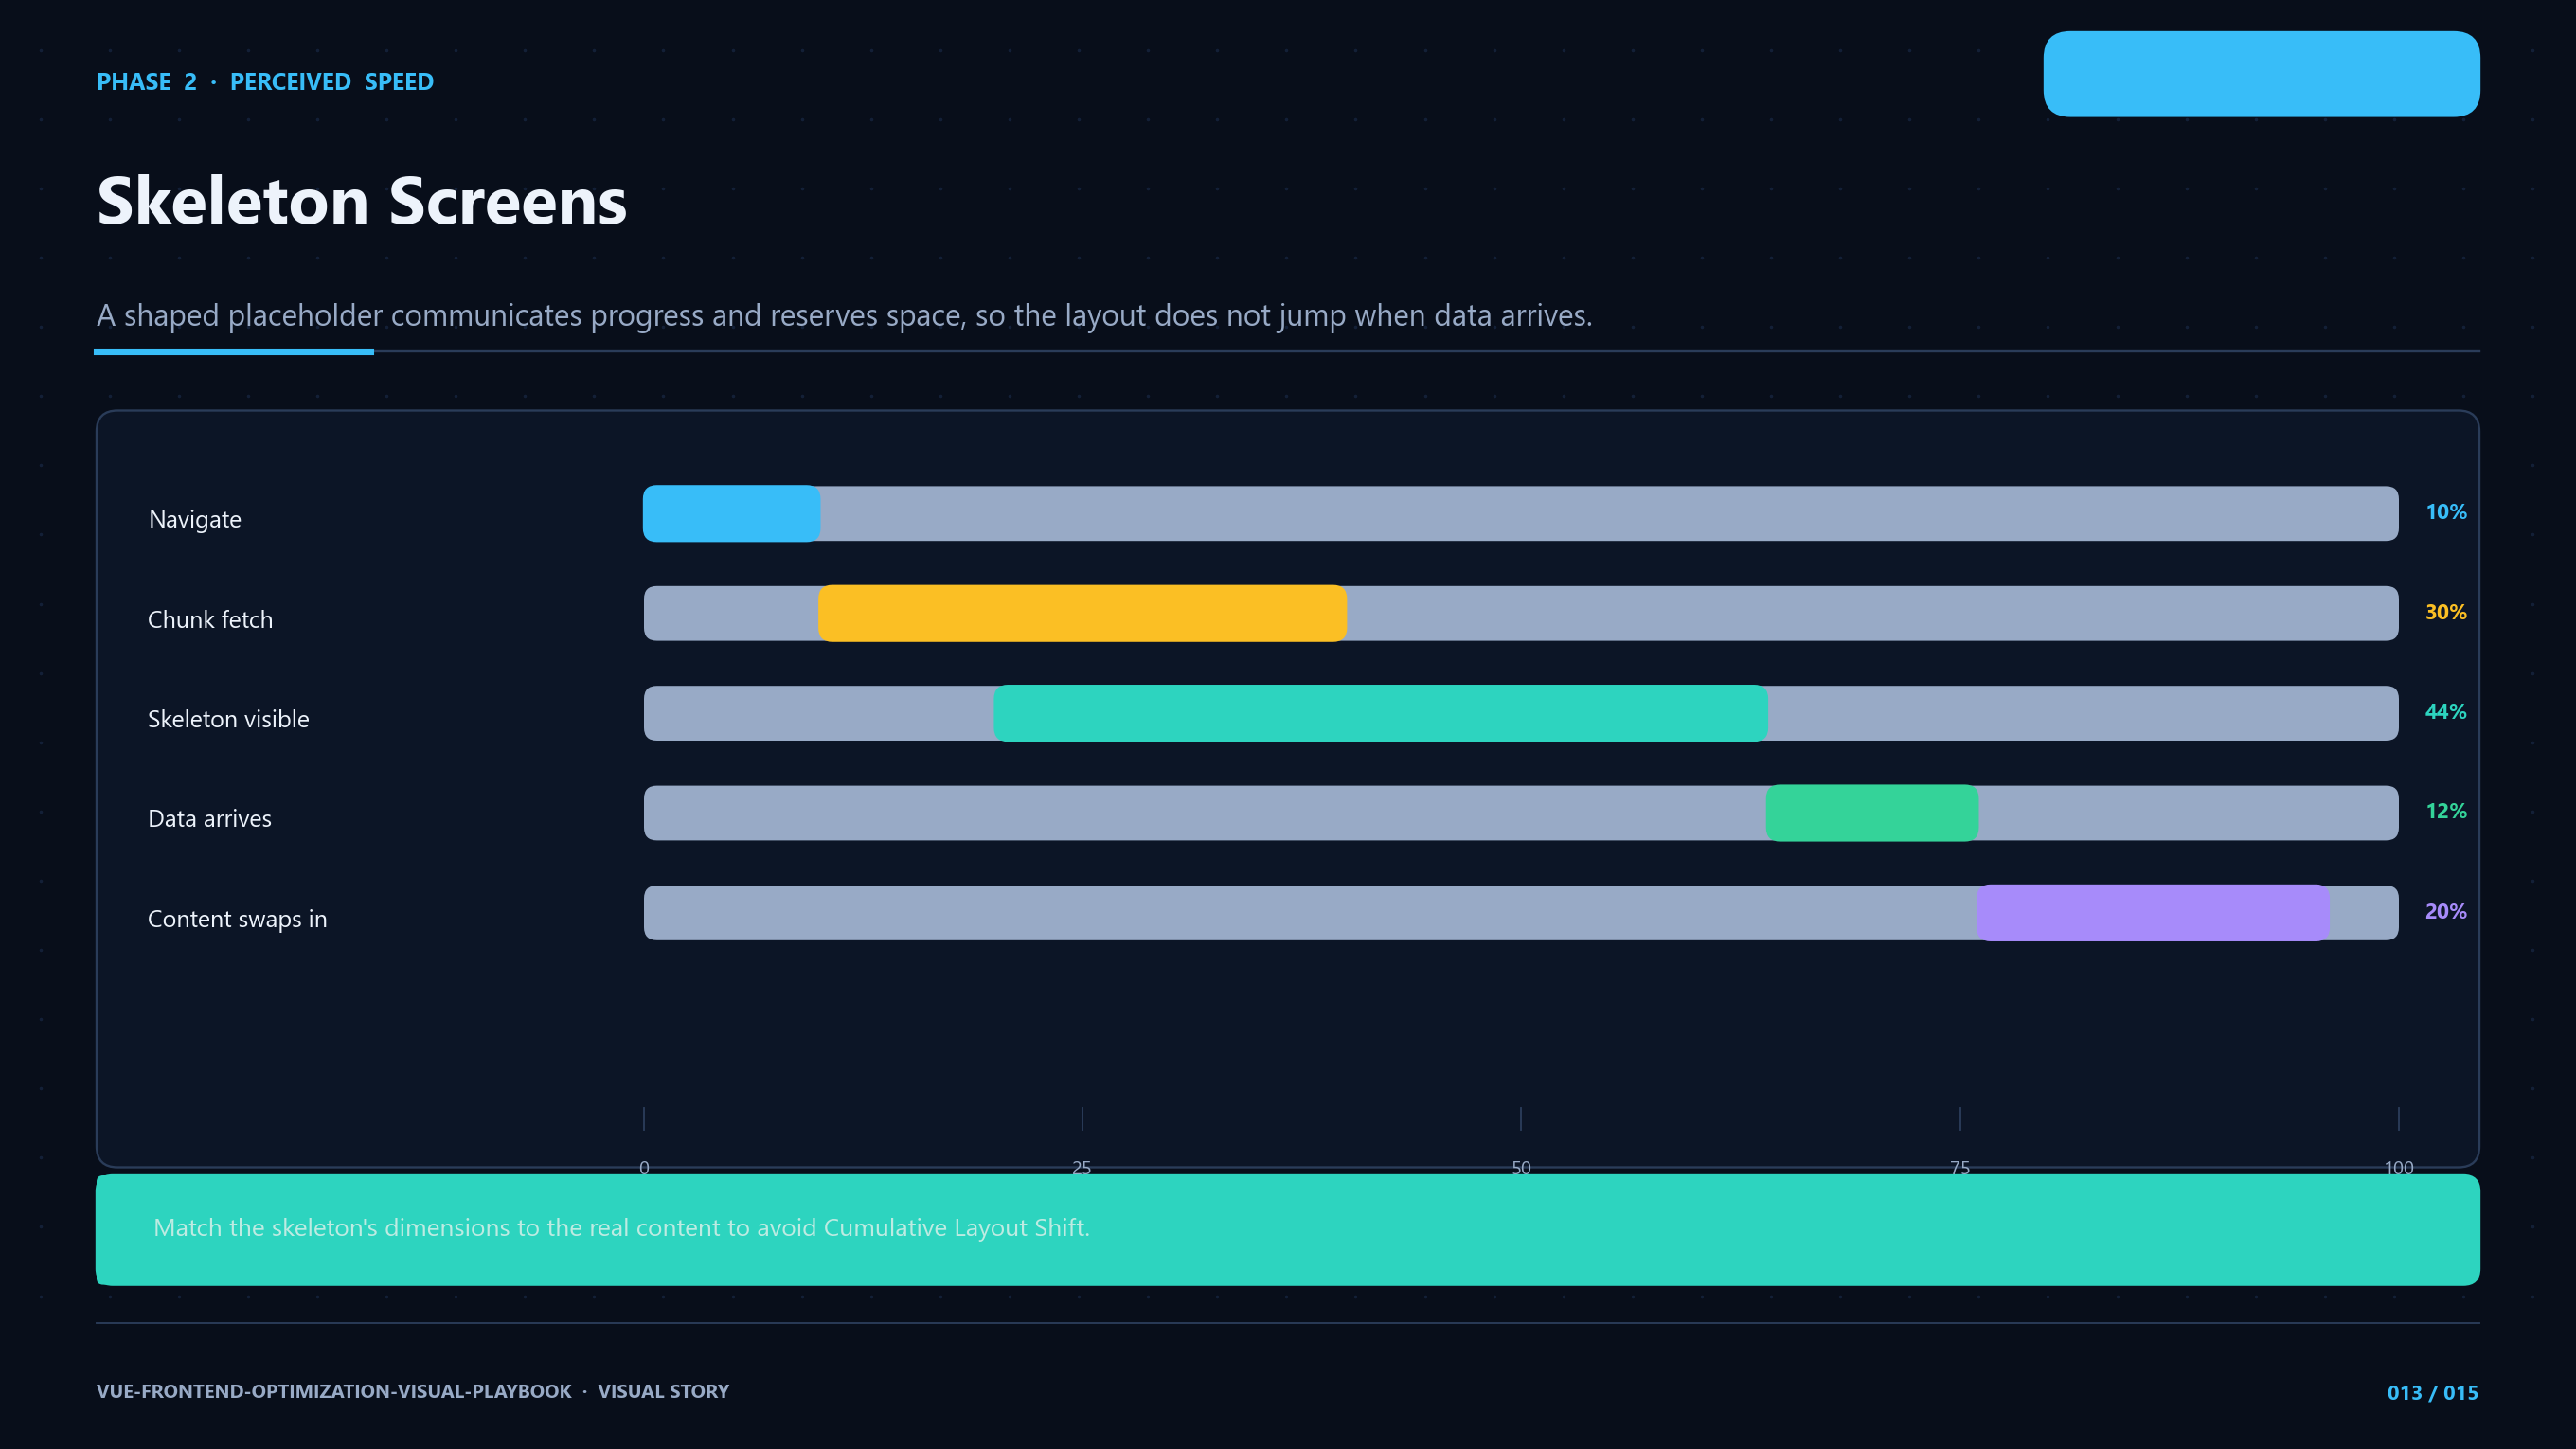 PHASE 2 · PERCEIVED SPEED
Skeleton Screens
A shaped placeholder communicates progress and reserves space, so the layout does not jump when data arrives.
Navigate 10%
Chunk fetch 30%
Skeleton visible 44%
Data arrives 12%
Content swaps in 20%
0 25 50 75 100
Match the skeleton's dimensions to the real content to avoid Cumulative Layout Shift.
VUE-FRONTEND-OPTIMIZATION-VISUAL-PLAYBOOK · VISUAL STORY 013 / 015